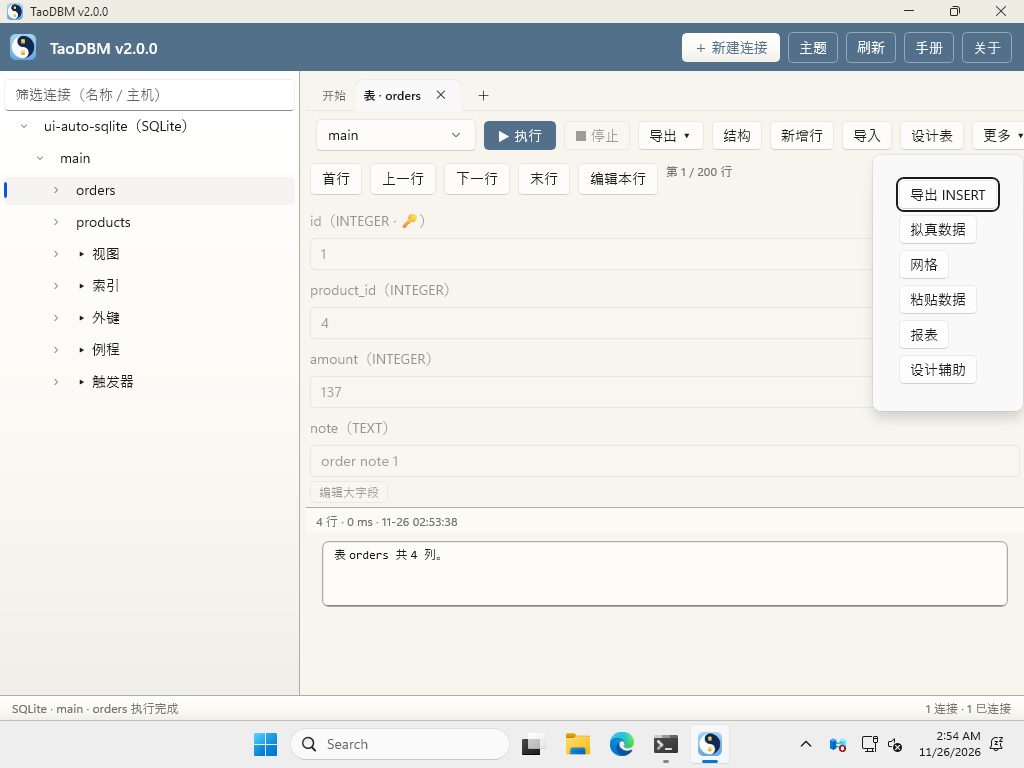 TaoDBM v2.0.0
TaoDBM v2.0.0
+ 新建连接 主题 刷新 手册 关于
筛选连接（名称 / 主机）
ui-auto-sqlite（SQLite）
main
orders
products
视图
索引
外键
例程
触发器
开始 表 · orders
main 执行 停止 导出 结构 新增行 导入 设计表 更多
首行 上一行 下一行 末行 编辑本行 第 1 / 200 行
id（INTEGER · 🔑）
1
product_id（INTEGER）
4
amount（INTEGER）
137
note（TEXT）
order note 1
编辑大字段
导出 INSERT
拟真数据
网格
粘贴数据
报表
设计辅助
4 行 · 0 ms · 11-26 02:53:38
表 orders 共 4 列。
SQLite · main · orders 执行完成
1 连接 · 1 已连接
Search
2:54 AM
11/26/2026